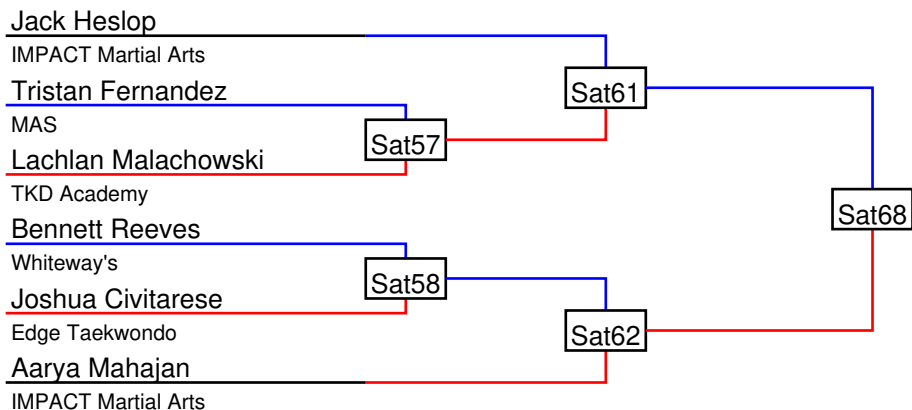 Jack Heslop
IMPACT Martial Arts
Sat61
Tristan Fernandez
MAS
Sat57
Lachlan Malachowski
TKD Academy
Sat68
Bennett Reeves
Whiteway's
Sat58
Joshua Civitarese
Edge Taekwondo
Sat62
Aarya Mahajan
IMPACT Martial Arts